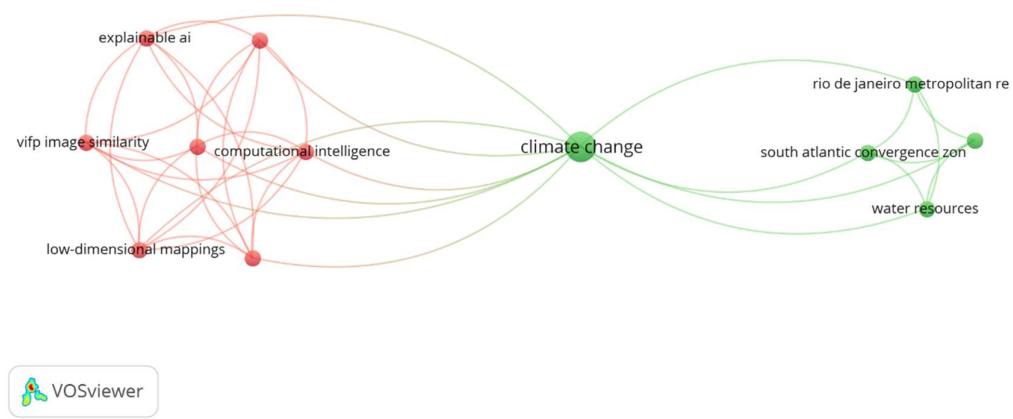 explainable ai
rio de janeiro metropolitan re
vifp image similarity
computational intelligence
climate change
south atlantic convergence zon
water resources
low-dimensional mappings
VOSviewer